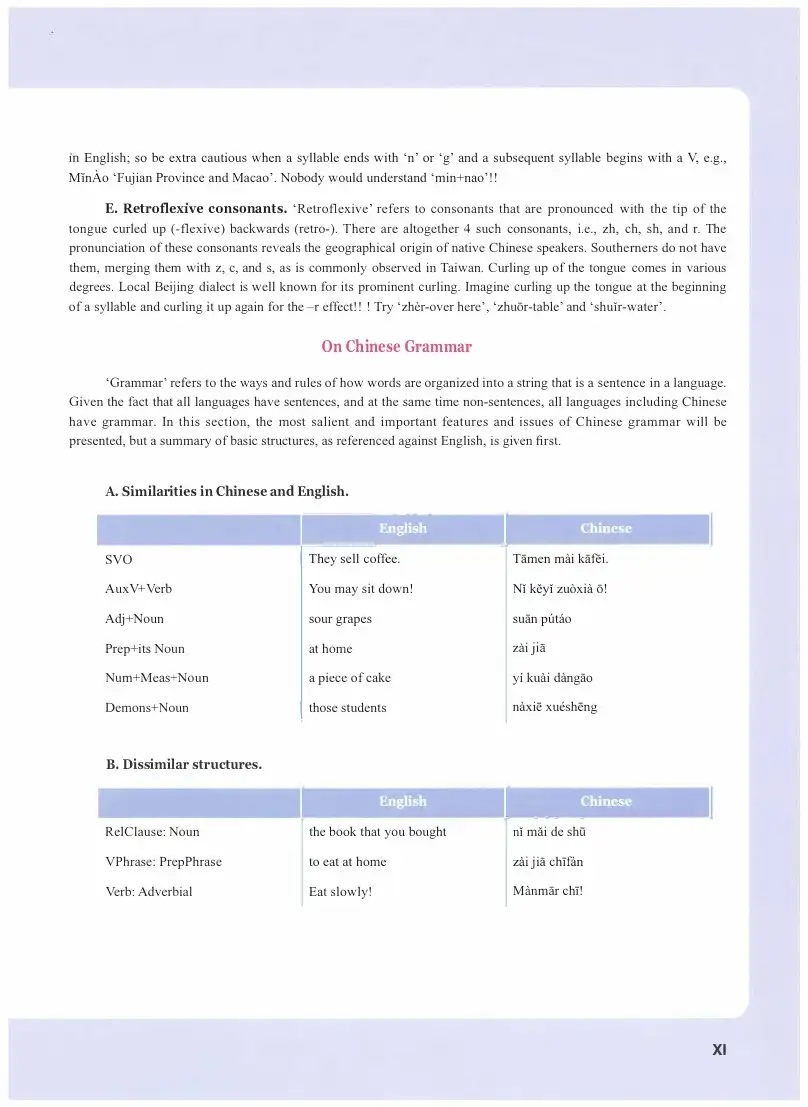 in English; so be extra cautious when a syllable ends with ‘n’ or ‘g’ and a subsequent syllable begins with a V, e.g.,
MĭnÀo ‘Fujian Province and Macao’. Nobody would understand ‘min+nao’!!
E. Retroflexive consonants. ‘Retroflexive’ refers to consonants that are pronounced with the tip of the
tongue curled up (-flexive) backwards (retro-). There are altogether 4 such consonants, i.e., zh, ch, sh, and r. The
pronunciation of these consonants reveals the geographical origin of native Chinese speakers. Southerners do not have
them, merging them with z, c, and s, as is commonly observed in Taiwan. Curling up of the tongue comes in various
degrees. Local Beijing dialect is well known for its prominent curling. Imagine curling up the tongue at the beginning
of a syllable and curling it up again for the –r effect!! ! Try ‘zhèr-over here’, ‘zhuōr-table’ and ‘shuĭr-water’.
On Chinese Grammar
‘Grammar’ refers to the ways and rules of how words are organized into a string that is a sentence in a language.
Given the fact that all languages have sentences, and at the same time non-sentences, all languages including Chinese
have grammar. In this section, the most salient and important features and issues of Chinese grammar will be
presented, but a summary of basic structures, as referenced against English, is given first.
A. Similarities in Chinese and English.
English Chinese
SVO They sell coffee. Tāmen mài kāfēi.
AuxV+Verb You may sit down! Nĭ kĕyĭ zuòxià ō!
Adj+Noun sour grapes suān pútáo
Prep+its Noun at home zài jiā
Num+Meas+Noun a piece of cake yí kuài dàngāo
Demons+Noun those students nàxiē xuéshēng
B. Dissimilar structures.
English Chinese
RelClause: Noun the book that you bought nĭ măi de shū
VPhrase: PrepPhrase to eat at home zài jiā chīfàn
Verb: Adverbial Eat slowly! Mànmār chī!
XI